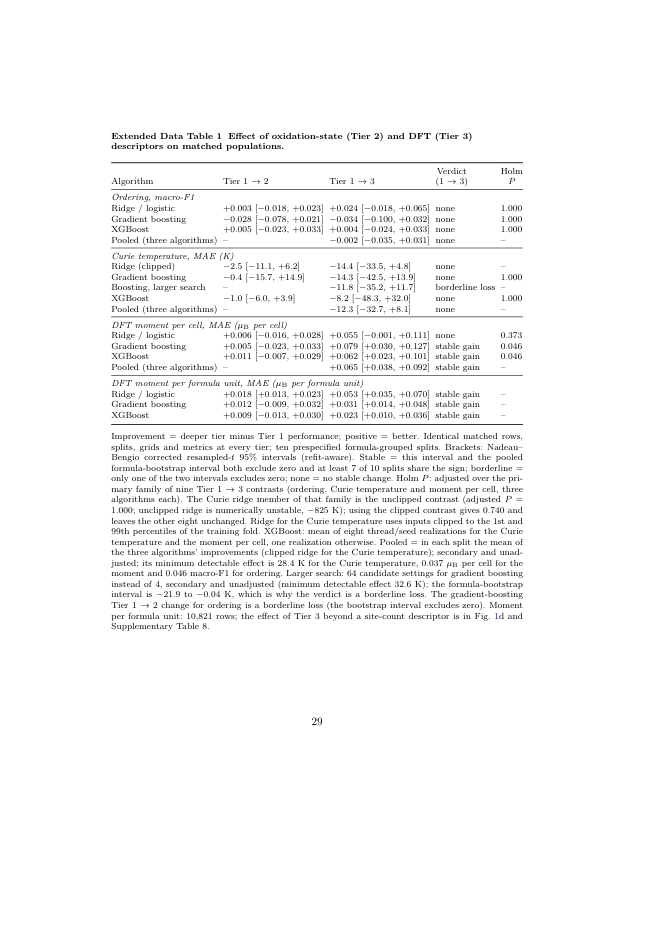 Extended Data Table 1 Effect of oxidation-state (Tier 2) and DFT (Tier 3)
descriptors on matched populations.
Algorithm Tier 1 → 2 Tier 1 → 3 Verdict (1 → 3) Holm P
Ordering, macro-F1
Ridge / logistic +0.003 [−0.018, +0.023] +0.024 [−0.018, +0.065] none 1.000
Gradient boosting −0.028 [−0.078, +0.021] −0.034 [−0.100, +0.032] none 1.000
XGBoost +0.005 [−0.023, +0.033] +0.004 [−0.024, +0.033] none 1.000
Pooled (three algorithms) – −0.002 [−0.035, +0.031] none –
Curie temperature, MAE (K)
Ridge (clipped) −2.5 [−11.1, +6.2] −14.4 [−33.5, +4.8] none –
Gradient boosting −0.4 [−15.7, +14.9] −14.3 [−42.5, +13.9] none 1.000
Boosting, larger search – −11.8 [−35.2, +11.7] borderline loss –
XGBoost −1.0 [−6.0, +3.9] −8.2 [−48.3, +32.0] none 1.000
Pooled (three algorithms) – −12.3 [−32.7, +8.1] none –
DFT moment per cell, MAE (μB per cell)
Ridge / logistic +0.006 [−0.016, +0.028] +0.055 [−0.001, +0.111] none 0.373
Gradient boosting +0.005 [−0.023, +0.033] +0.079 [+0.030, +0.127] stable gain 0.046
XGBoost +0.011 [−0.007, +0.029] +0.062 [+0.023, +0.101] stable gain 0.046
Pooled (three algorithms) – +0.065 [+0.038, +0.092] stable gain –
DFT moment per formula unit, MAE (μB per formula unit)
Ridge / logistic +0.018 [+0.013, +0.023] +0.053 [+0.035, +0.070] stable gain –
Gradient boosting +0.012 [−0.009, +0.032] +0.031 [+0.014, +0.048] stable gain –
XGBoost +0.009 [−0.013, +0.030] +0.023 [+0.010, +0.036] stable gain –
Improvement = deeper tier minus Tier 1 performance; positive = better. Identical matched rows,
splits, grids and metrics at every tier; ten prespecified formula-grouped splits. Brackets: Nadeau–
Bengio corrected resampled-t 95% intervals (refit-aware). Stable = this interval and the pooled
formula-bootstrap interval both exclude zero and at least 7 of 10 splits share the sign; borderline =
only one of the two intervals excludes zero; none = no stable change. Holm P: adjusted over the pri-
mary family of nine Tier 1 → 3 contrasts (ordering, Curie temperature and moment per cell, three
algorithms each). The Curie ridge member of that family is the unclipped contrast (adjusted P =
1.000; unclipped ridge is numerically unstable, −825 K); using the clipped contrast gives 0.740 and
leaves the other eight unchanged. Ridge for the Curie temperature uses inputs clipped to the 1st and
99th percentiles of the training fold. XGBoost: mean of eight thread/seed realizations for the Curie
temperature and the moment per cell, one realization otherwise. Pooled = in each split the mean of
the three algorithms' improvements (clipped ridge for the Curie temperature); secondary and unad-
justed; its minimum detectable effect is 28.4 K for the Curie temperature, 0.037 μB per cell for the
moment and 0.046 macro-F1 for ordering. Larger search: 64 candidate settings for gradient boosting
instead of 4, secondary and unadjusted (minimum detectable effect 32.6 K); the formula-bootstrap
interval is −21.9 to −0.04 K, which is why the verdict is a borderline loss. The gradient-boosting
Tier 1 → 2 change for ordering is a borderline loss (the bootstrap interval excludes zero). Moment
per formula unit: 10,821 rows; the effect of Tier 3 beyond a site-count descriptor is in Fig. 1d and
Supplementary Table 8.
29